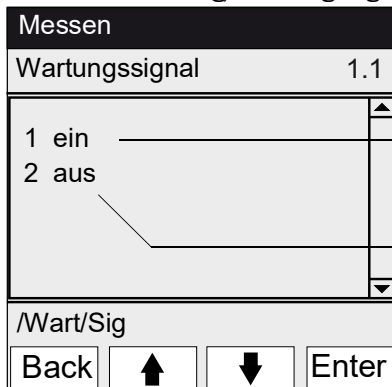 Messen
Wartungssignal 1.1
1 ein
2 aus
/Wart/Sig
Back Enter